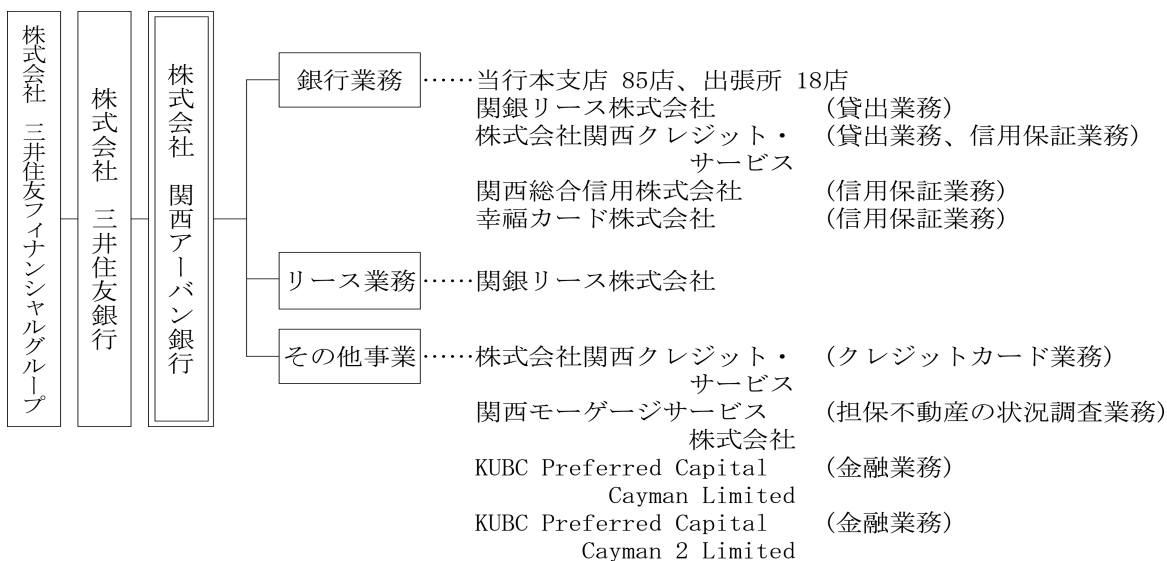 株式会社 三井住友フィナンシャルグループ
株式会社 三井住友銀行
株式会社 関西アーバン銀行
銀行業務……当行本支店 85店、出張所 18店
関銀リース株式会社 (貸出業務)
株式会社関西クレジット・ (貸出業務、信用保証業務)
サービス
関西総合信用株式会社 (信用保証業務)
幸福カード株式会社 (信用保証業務)
リース業務……関銀リース株式会社
その他事業……株式会社関西クレジット・ (クレジットカード業務)
サービス
関西モーゲージサービス (担保不動産の状況調査業務)
株式会社
KUBC Preferred Capital (金融業務)
Cayman Limited
KUBC Preferred Capital (金融業務)
Cayman 2 Limited